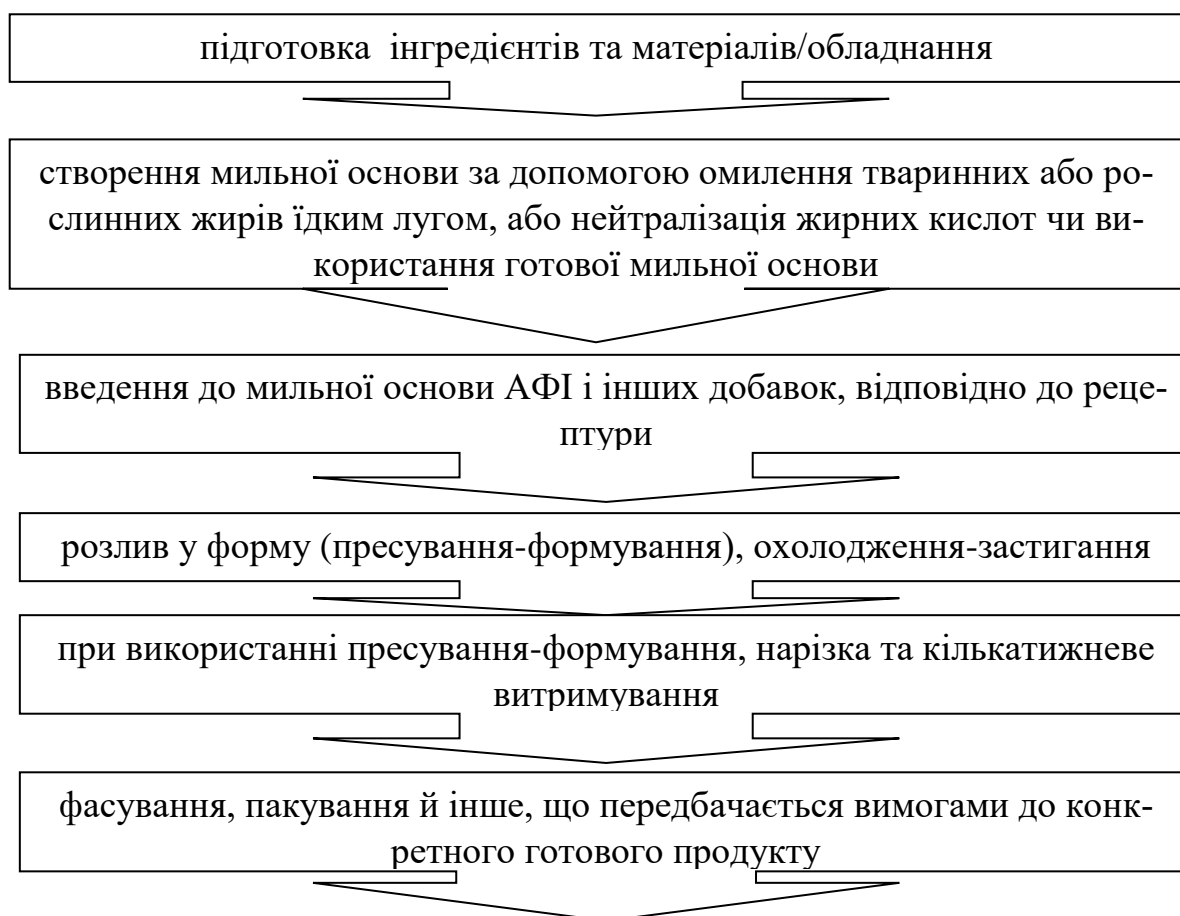 підготовка  інгредієнтів та матеріалів/обладнання
створення мильної основи за допомогою омилення тваринних або ро-
слинних жирів їдким лугом, або нейтралізація жирних кислот чи ви-
користання готової мильної основи
введення до мильної основи АФІ і інших добавок, відповідно до реце-
птури
розлив у форму (пресування-формування), охолодження-застигання
при використанні пресування-формування, нарізка та кількатижневе
витримування
фасування, пакування й інше, що передбачається вимогами до конк-
ретного готового продукту